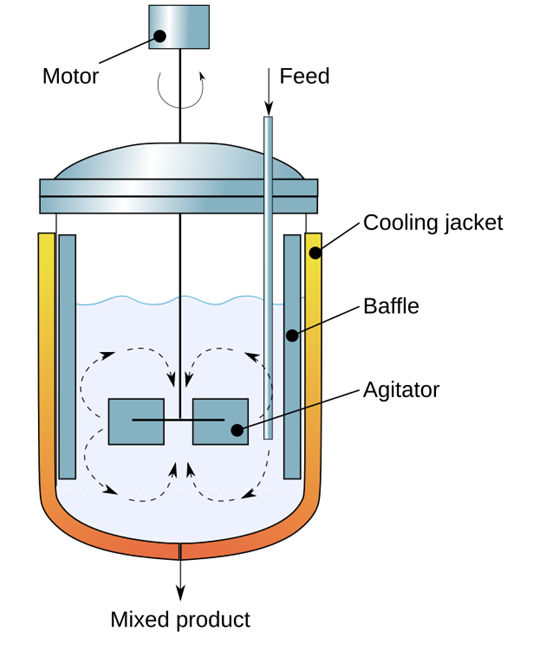 Motor
Feed
Cooling jacket
Baffle
Agitator
Mixed product